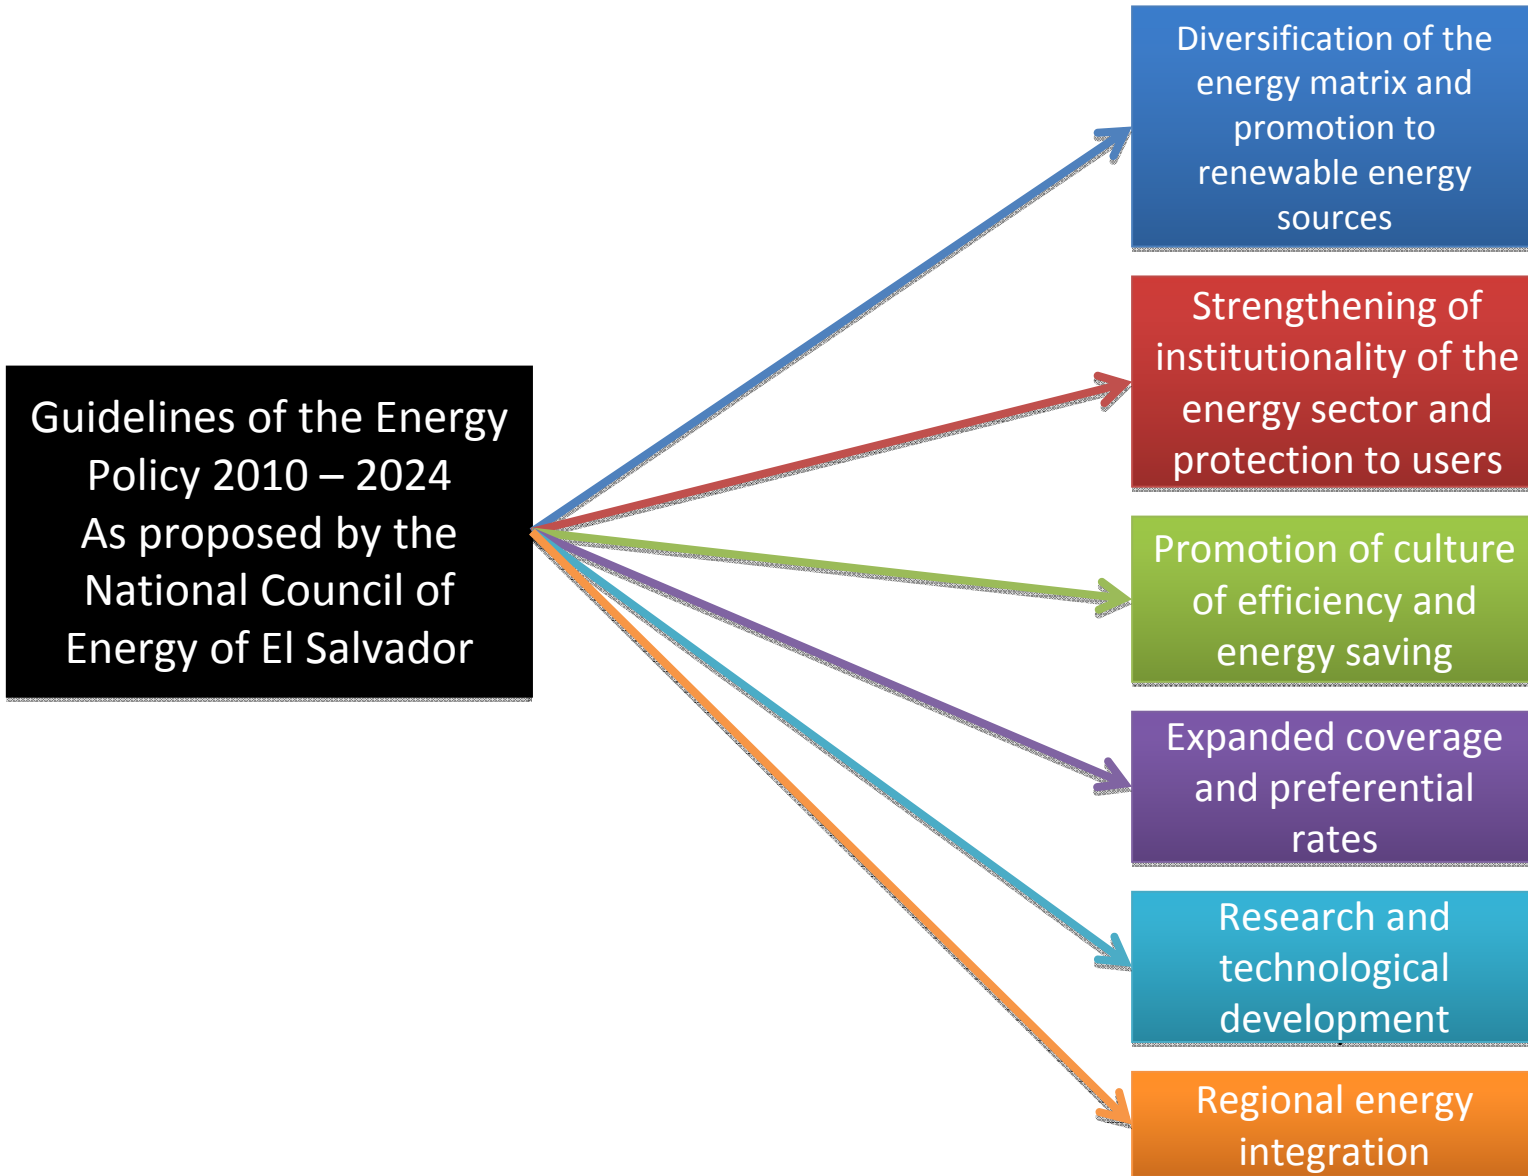 Guidelines of the Energy
Policy 2010 – 2024
As proposed by the
National Council of
Energy of El Salvador
Diversification of the
energy matrix and
promotion to
renewable energy
sources
Strengthening of
institutionality of the
energy sector and
protection to users
Promotion of culture
of efficiency and
energy saving
Expanded coverage
and preferential
rates
Research and
technological
development
Regional energy
integration